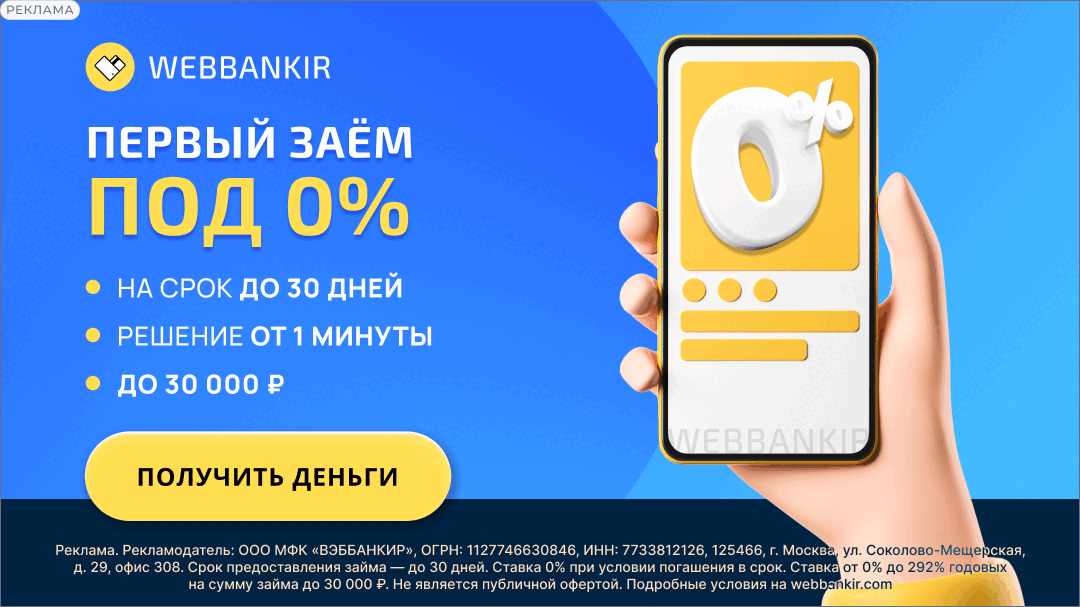 РЕКЛАМА
WEBBANKIR
ПЕРВЫЙ ЗАЁМ
ПОД 0%
НА СРОК ДО 30 ДНЕЙ
РЕШЕНИЕ ОТ 1 МИНУТЫ
ДО 30 000 ₽
ПОЛУЧИТЬ ДЕНЬГИ
0%
WEBBANKIR
Реклама. Рекламодатель: ООО МФК «ВЭББАНКИР», ОГРН: 1127746630846, ИНН: 7733812126, 125466, г. Москва, ул. Соколово-Мещерская,
д. 29, офис 308. Срок предоставления займа — до 30 дней. Ставка 0% при условии погашения в срок. Ставка от 0% до 292% годовых
на сумму займа до 30 000 ₽. Не является публичной офертой. Подробные условия на webbankir.com